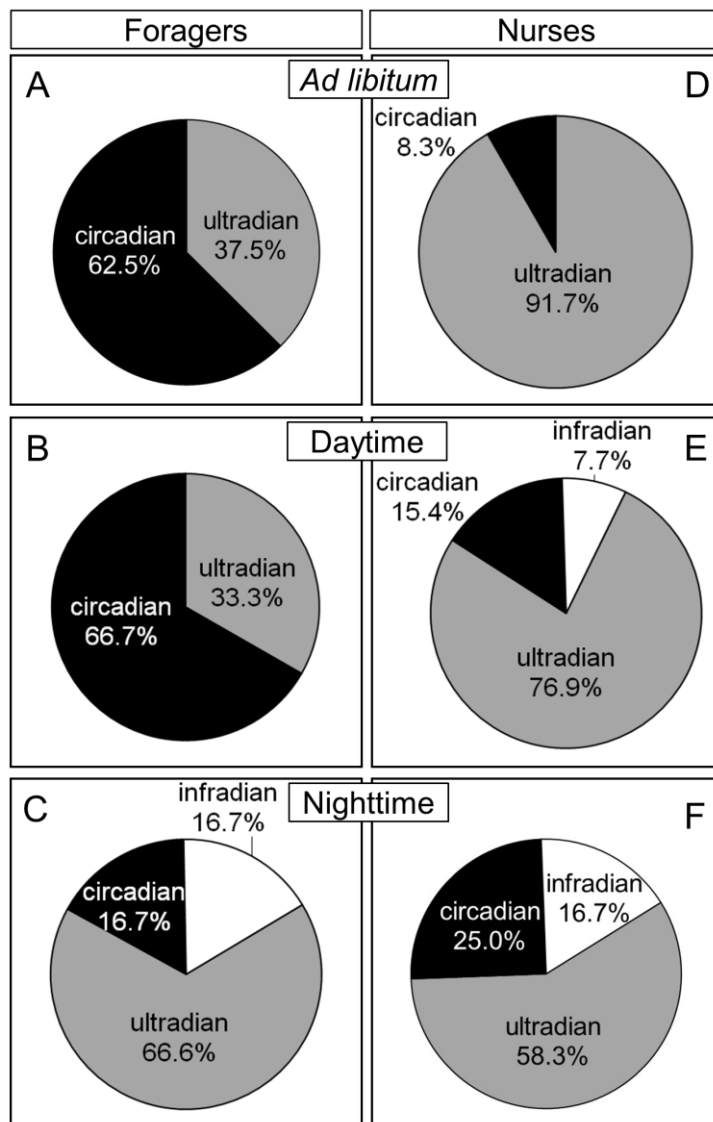 Foragers
Nurses
Ad libitum
A
circadian
62.5%
ultradian
37.5%
D
circadian
8.3%
ultradian
91.7%
Daytime
B
circadian
66.7%
ultradian
33.3%
E
infradian
7.7%
circadian
15.4%
ultradian
76.9%
Nighttime
C
infradian
16.7%
circadian
16.7%
ultradian
66.6%
F
circadian
25.0%
infradian
16.7%
ultradian
58.3%